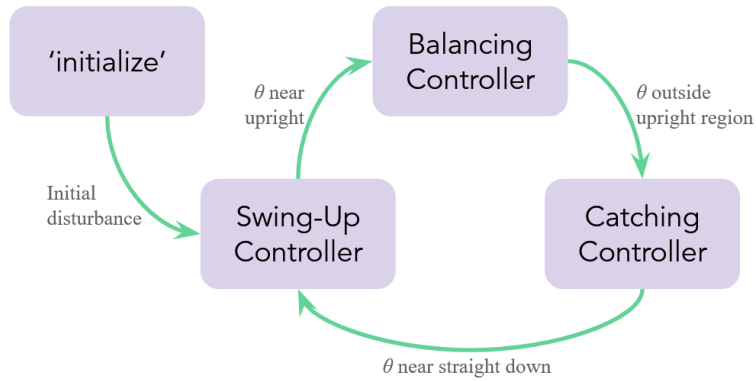 ‘initialize’
Balancing
Controller
θ near
upright
θ outside
upright region
Initial
disturbance
Swing-Up
Controller
Catching
Controller
θ near straight down